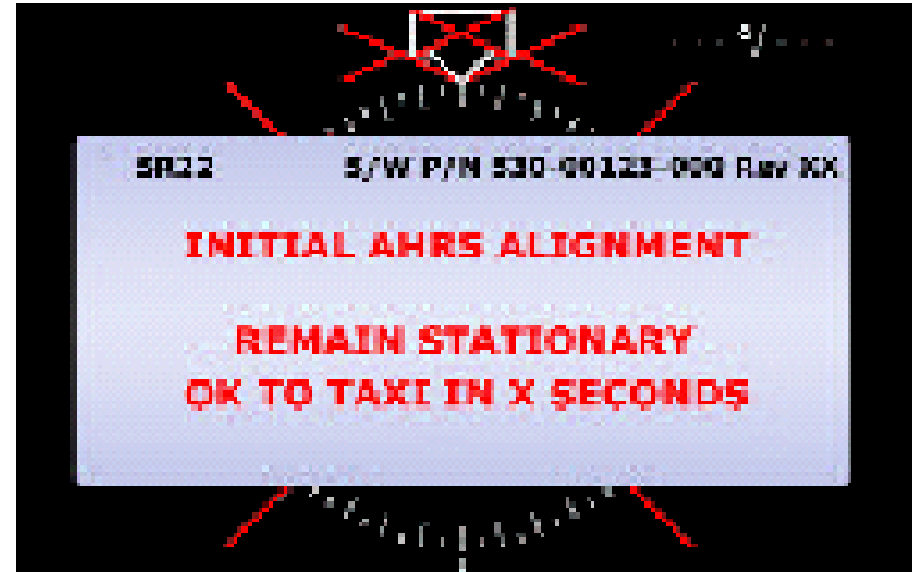 SR22 S/W P/N 530-00123-000 Rev XX
INITIAL AHRS ALIGNMENT
REMAIN STATIONARY
OK TO TAXI IN X SECONDS